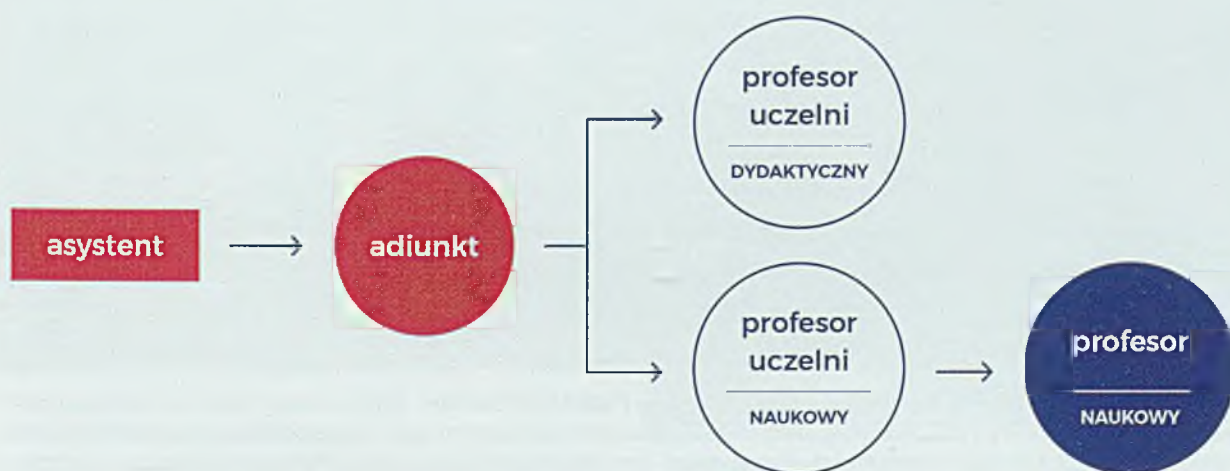 asystent
adiunkt
profesor
uczelni
DYDAKTYCZNY
profesor
uczelni
NAUKOWY
profesor
NAUKOWY